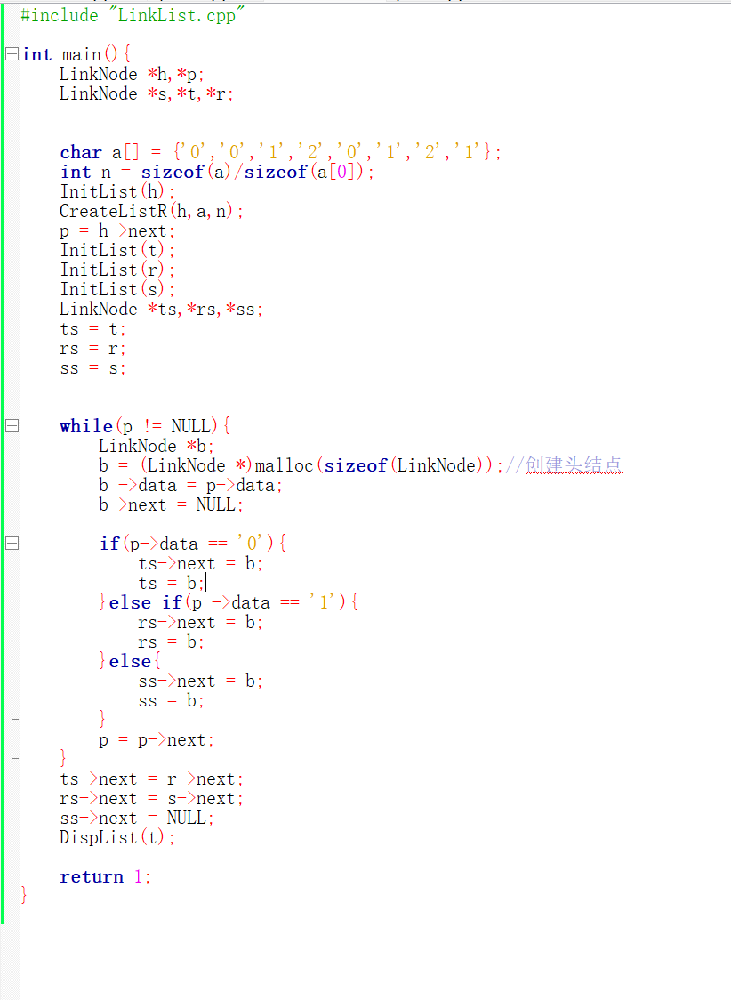 #include "LinkList.cpp"
int main(){
LinkNode *h,*p;
LinkNode *s,*t,*r;
char a[] = {'0','0','1','2','0','1','2','1'};
int n = sizeof(a)/sizeof(a[0]);
InitList(h);
CreateListR(h,a,n);
p = h->next;
InitList(t);
InitList(r);
InitList(s);
LinkNode *ts,*rs,*ss;
ts = t;
rs = r;
ss = s;
while(p != NULL){
LinkNode *b;
b = (LinkNode *)malloc(sizeof(LinkNode));//创建头结点
b ->data = p->data;
b->next = NULL;
if(p->data == '0'){
ts->next = b;
ts = b;
}else if(p ->data == '1'){
rs->next = b;
rs = b;
}else{
ss->next = b;
ss = b;
}
p = p->next;
}
ts->next = r->next;
rs->next = s->next;
ss->next = NULL;
DispList(t);
return 1;
}